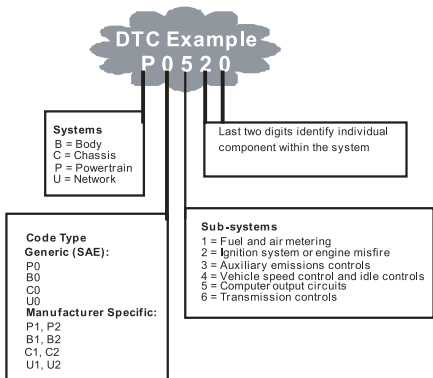 DTC Example
P 0 5 2 0
Systems
B = Body
C = Chassis
P = Powertrain
U = Network
Last two digits identify individual
component within the system
Code Type
Generic (SAE):
P0
B0
C0
U0
Manufacturer Specific:
P1, P2
B1, B2
C1, C2
U1, U2
Sub-systems
1 = Fuel and air metering
2 = Ignition system or engine misfire
3 = Auxiliary emissions controls
4 = Vehicle speed control and idle controls
5 = Computer output circuits
6 = Transmission controls